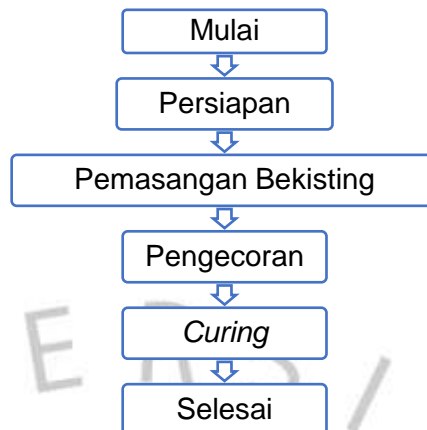 Mulai
Persiapan
Pemasangan Bekisting
Pengecoran
Curing
Selesai